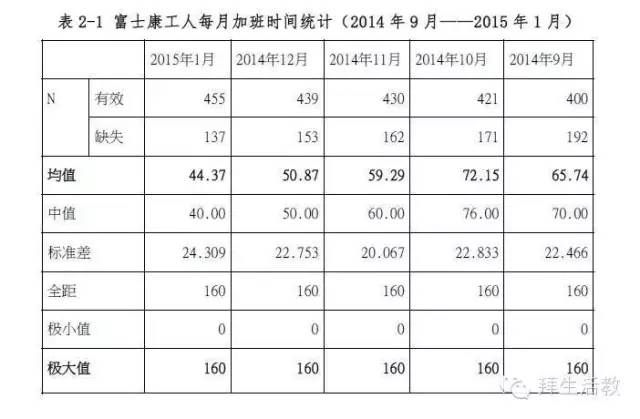 表 2-1 富士康工人每月加班时间统计（2014 年 9 月——2015 年 1 月）
2015年1月 2014年12月 2014年11月 2014年10月 2014年9月
N 有效 455 439 430 421 400
缺失 137 153 162 171 192
均值 44.37 50.87 59.29 72.15 65.74
中值 40.00 50.00 60.00 76.00 70.00
标准差 24.309 22.753 20.067 22.833 22.466
全距 160 160 160 160 160
极小值 0 0 0 0 0
极大值 160 160 160 160 160
拜生活教